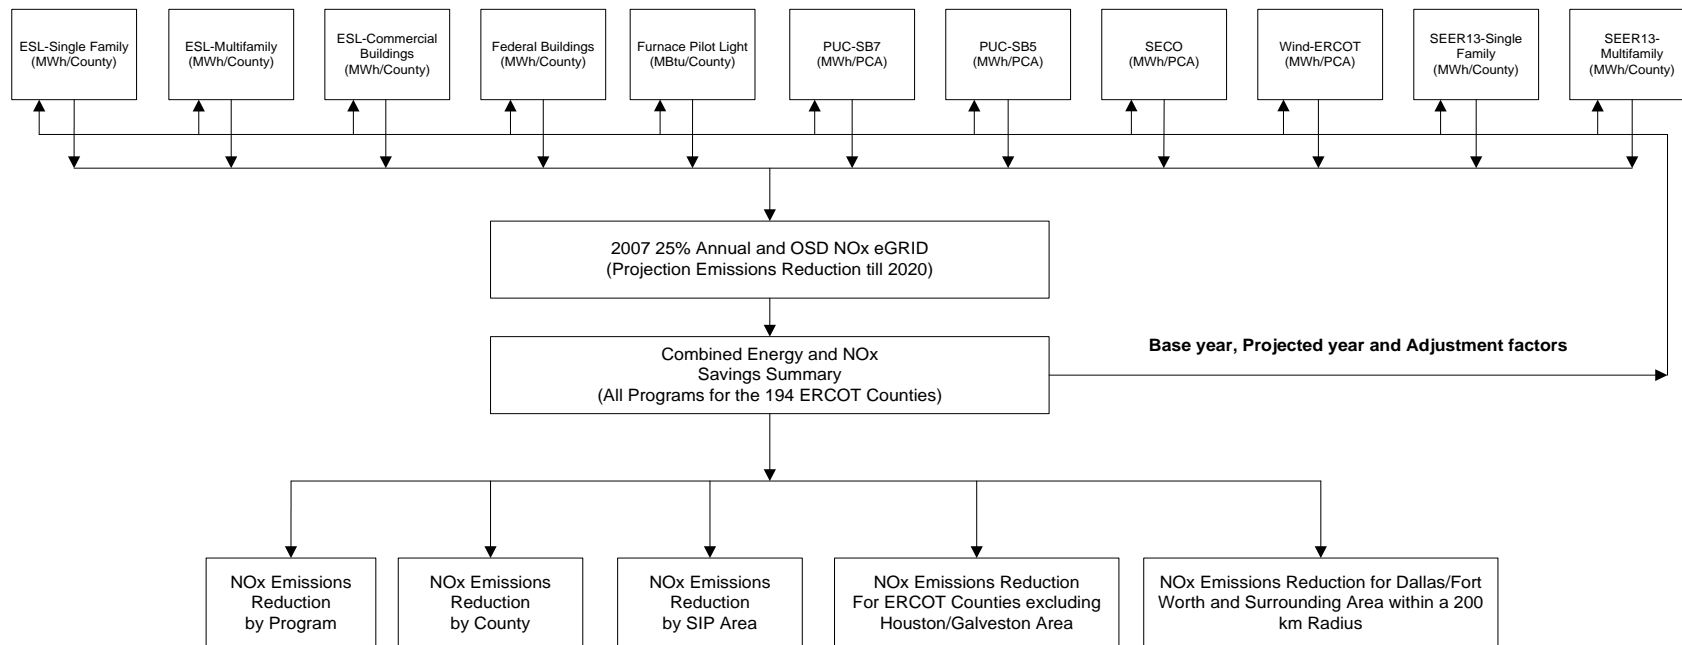 ESL-Single Family
(MWh/County)
ESL-Multifamily
(MWh/County)
ESL-Commercial
Buildings
(MWh/County)
Federal Buildings
(MWh/County)
Furnace Pilot Light
(MBtu/County)
PUC-SB7
(MWh/PCA)
PUC-SB5
(MWh/PCA)
SECO
(MWh/PCA)
Wind-ERCOT
(MWh/PCA)
SEER13-Single
Family
(MWh/County)
SEER13-
Multifamily
(MWh/County)
2007 25% Annual and OSD NOx eGRID
(Projection Emissions Reduction till 2020)
Combined Energy and NOx
Savings Summary
(All Programs for the 194 ERCOT Counties)
Base year, Projected year and Adjustment factors
NOx Emissions
Reduction
by Program
NOx Emissions
Reduction
by County
NOx Emissions
Reduction
by SIP Area
NOx Emissions Reduction
For ERCOT Counties excluding
Houston/Galveston Area
NOx Emissions Reduction for Dallas/Fort
Worth and Surrounding Area within a 200
km Radius